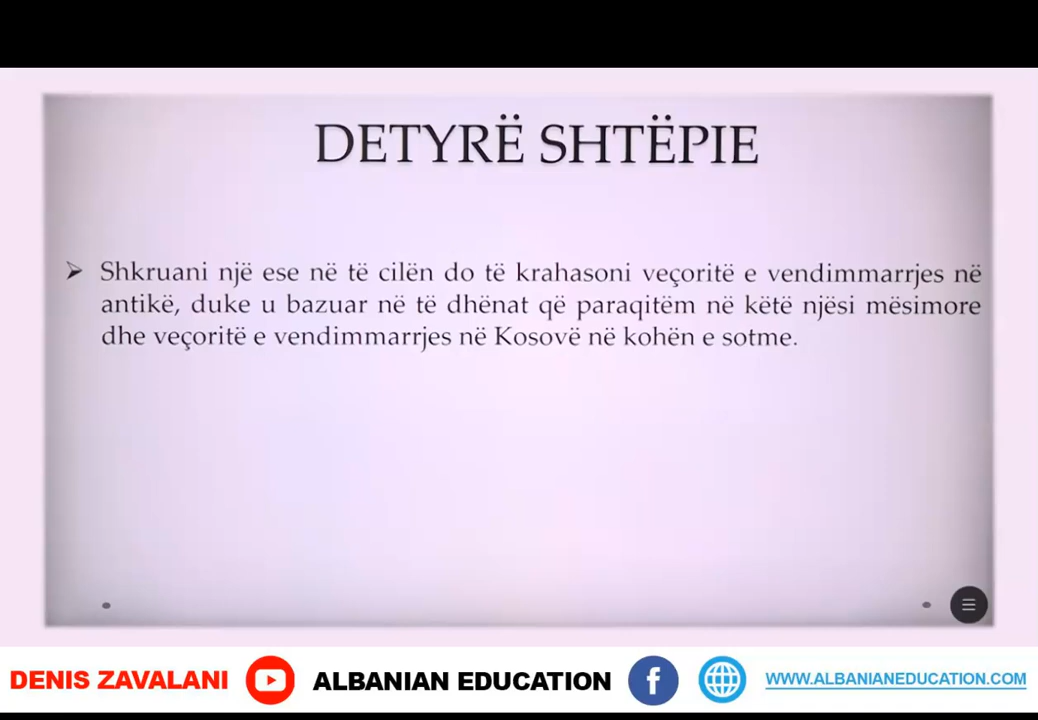 DETYRË SHTËPIE
➢ Shkruani një ese në të cilën do të krahasoni veçoritë e vendimmarrjes në
antikë, duke u bazuar në të dhënat që paraqitëm në këtë njësi mësimore
dhe veçoritë e vendimmarrjes në Kosovë në kohën e sotme.
DENIS ZAVALANI ALBANIAN EDUCATION f WWW.ALBANIANEDUCATION.COM